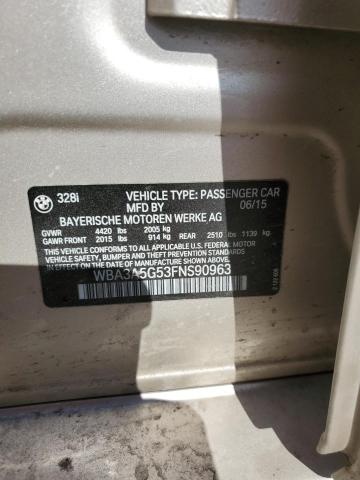 BMW
328i VEHICLE TYPE: PASSENGER CAR
MFD BY 06/15
BAYERISCHE MOTOREN WERKE AG
GVWR 4420 lbs 2005 kg
GAWR FRONT 2015 lbs 914 kg REAR 2510 lbs 1139 kg
THIS VEHICLE CONFORMS TO ALL APPLICABLE U.S. FEDERAL MOTOR
VEHICLE SAFETY, BUMPER AND THEFT PREVENTION STANDARDS
IN EFFECT ON THE DATE OF MANUFACTURE SHOWN ABOVE.
WBA3A5G53FNS90963